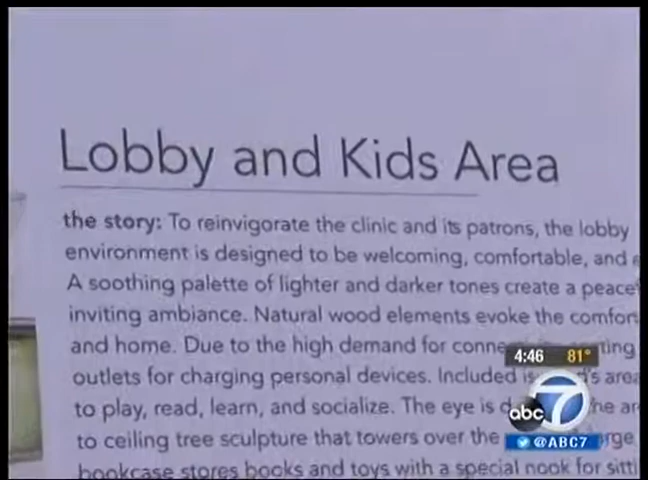 Lobby and Kids Area
the story: To reinvigorate the clinic and its patrons, the lobby
environment is designed to be welcoming, comfortable, and
A soothing palette of lighter and darker tones create a peace
inviting ambiance. Natural wood elements evoke the comfor
and home. Due to the high demand for conne ting
outlets for charging personal devices. Included is 's area
to play, read, learn, and socialize. The eye is d he ar
to ceiling tree sculpture that towers over the rge
bookcase stores books and toys with a special nook for sitti
4:46 81°
abc 7
@ABC7